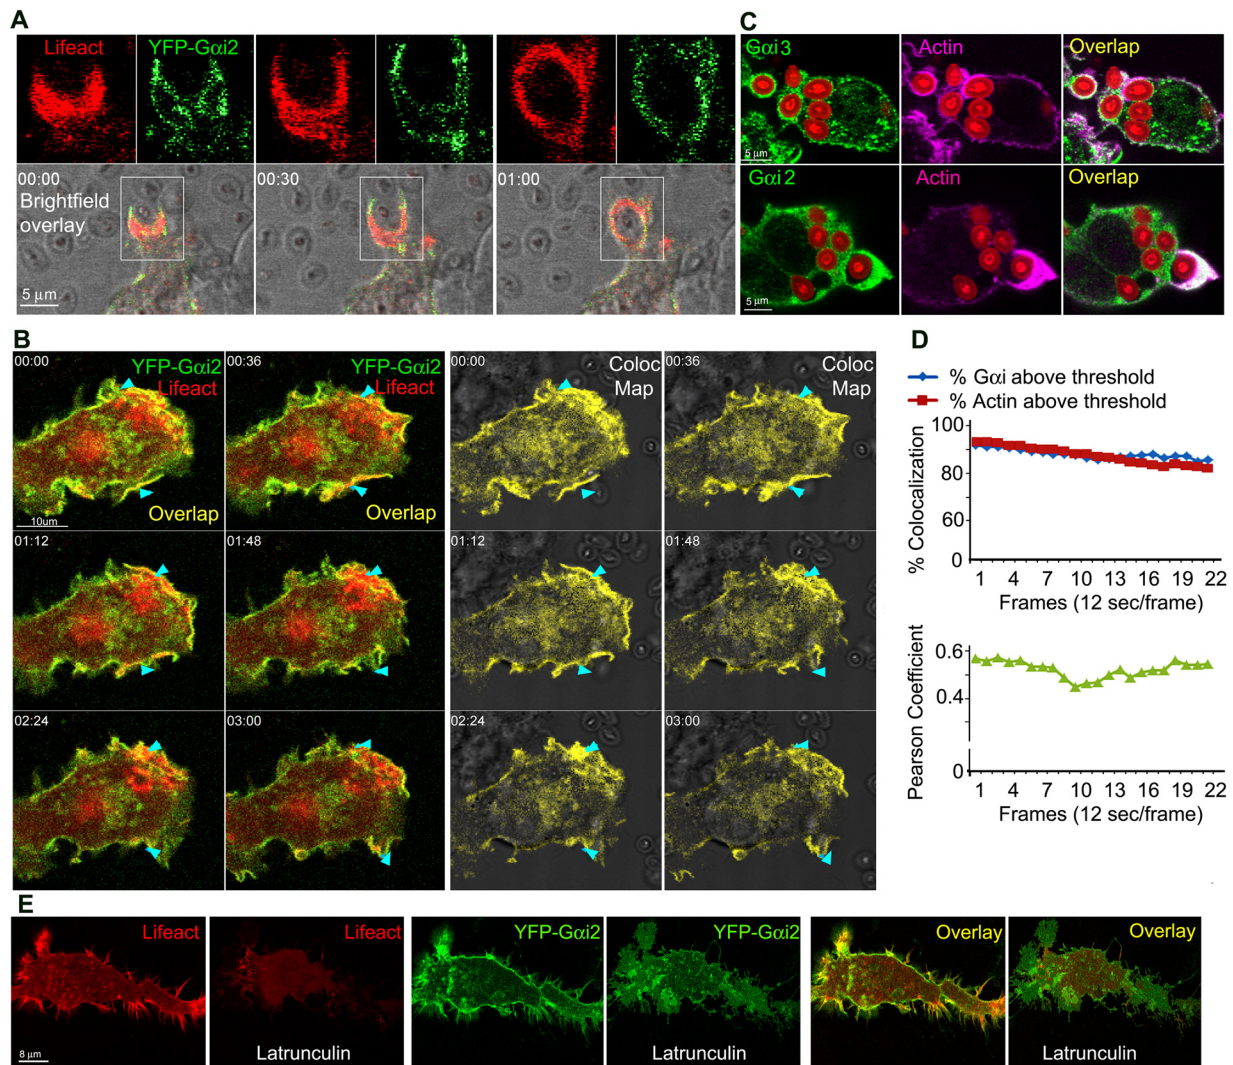 A
Lifeact
YFP-Gαi2
00:00
Brightfield
overlay
5 μm
00:30
01:00
C
Gαi 3
Actin
Overlap
5 μm
Gαi 2
Actin
Overlap
5 μm
B
00:00
YFP-Gαi2
Lifeact
Overlap
10um
00:36
YFP-Gαi2
Lifeact
Overlap
00:00
Coloc
Map
00:36
Coloc
Map
01:12
01:48
01:12
01:48
02:24
03:00
02:24
03:00
D
% Gαi above threshold
% Actin above threshold
% Colocalization
100
80
60
0
1 4 7 10 13 16 19 22
Frames (12 sec/frame)
Pearson Coefficient
0.6
0.4
0
1 4 7 10 13 16 19 22
Frames (12 sec/frame)
E
Lifeact
8 μm
Lifeact
Latrunculin
YFP-Gαi2
YFP-Gαi2
Latrunculin
Overlay
Overlay
Latrunculin